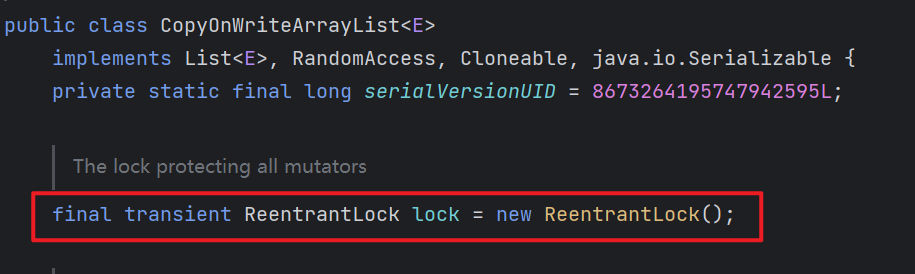 public class CopyOnWriteArrayList<E>
implements List<E>, RandomAccess, Cloneable, java.io.Serializable {
private static final long serialVersionUID = 8673264195747942595L;
The lock protecting all mutators
final transient ReentrantLock lock = new ReentrantLock();